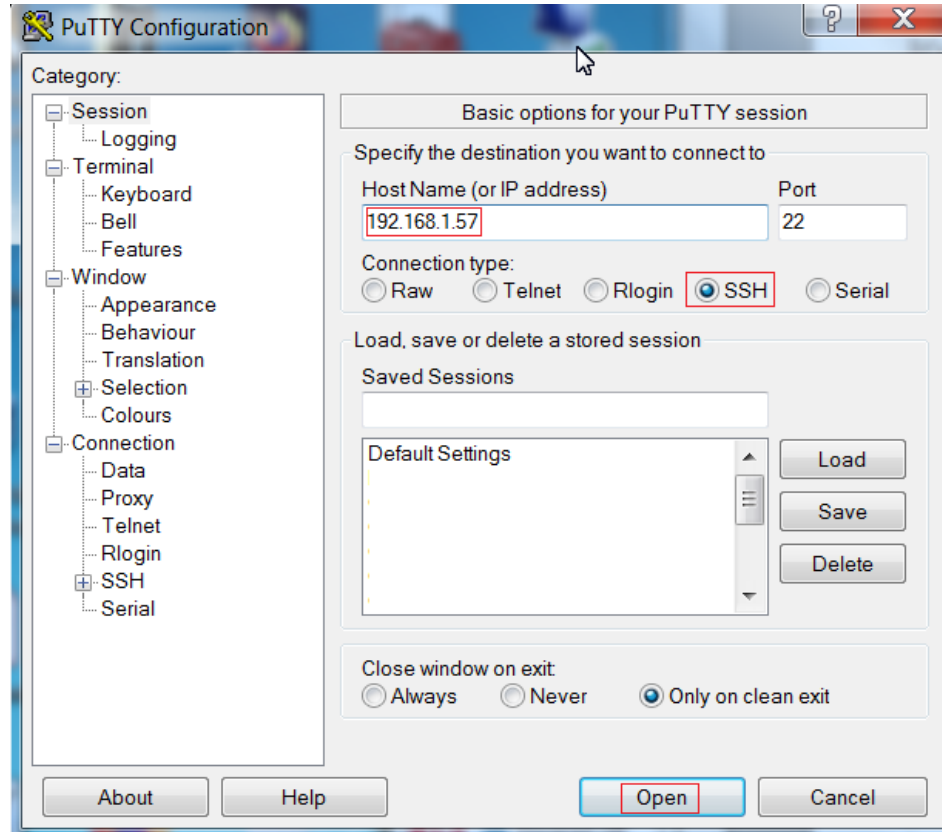 PuTTY Configuration
Category:
Session
Logging
Terminal
Keyboard
Bell
Features
Window
Appearance
Behaviour
Translation
Selection
Colours
Connection
Data
Proxy
Telnet
Rlogin
SSH
Serial
Basic options for your PuTTY session
Specify the destination you want to connect to
Host Name (or IP address) Port
192.168.1.57 22
Connection type:
Raw Telnet Rlogin SSH Serial
Load, save or delete a stored session
Saved Sessions
Default Settings
Load
Save
Delete
Close window on exit:
Always Never Only on clean exit
About Help Open Cancel